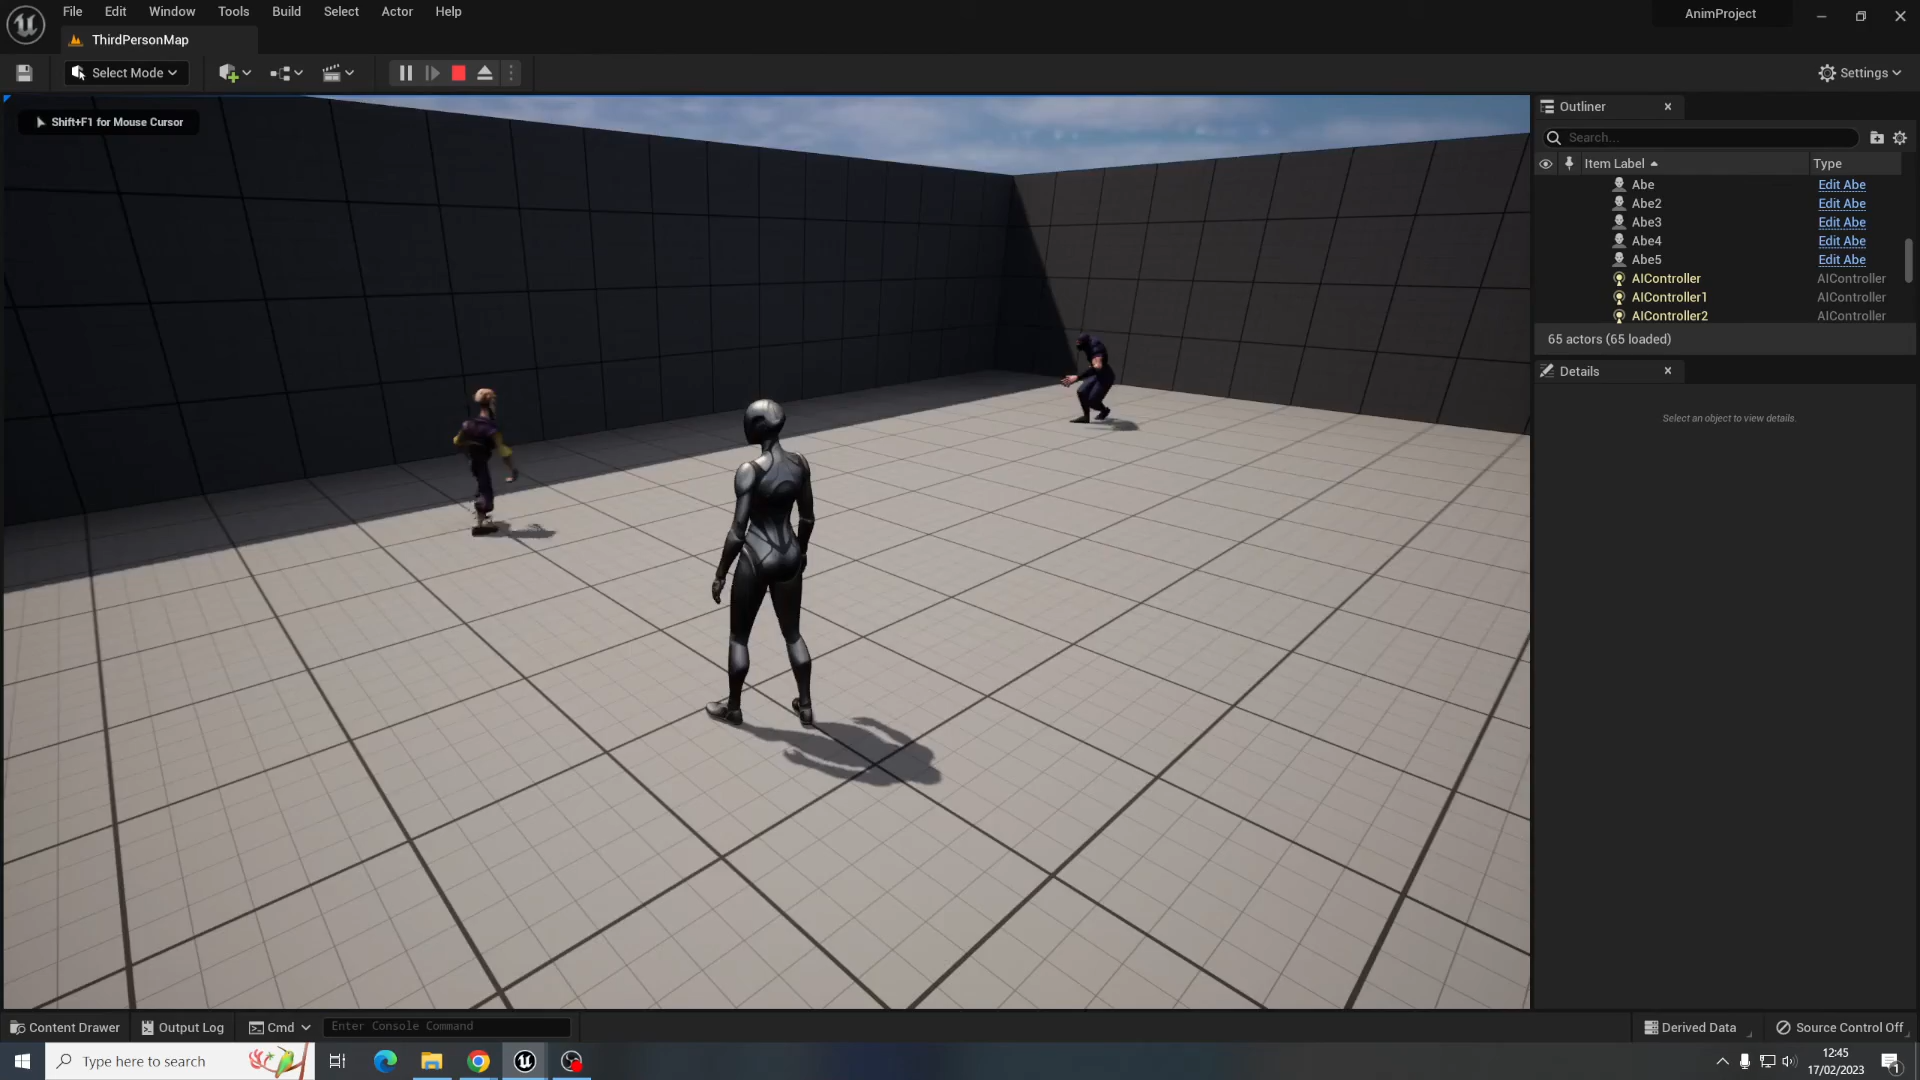 File Edit Window Tools Build Select Actor Help
AnimProject
ThirdPersonMap
Select Mode
Settings
Shift+F1 for Mouse Cursor
Outliner
Search...
Item Label Type
Abe Edit Abe
Abe2 Edit Abe
Abe3 Edit Abe
Abe4 Edit Abe
Abe5 Edit Abe
AIController AIController
AIController1 AIController
AIController2 AIController
65 actors (65 loaded)
Details
Select an object to view details.
Content Drawer Output Log Cmd Enter Console Command Derived Data Source Control Off
Type here to search
12:45
17/02/2023
1